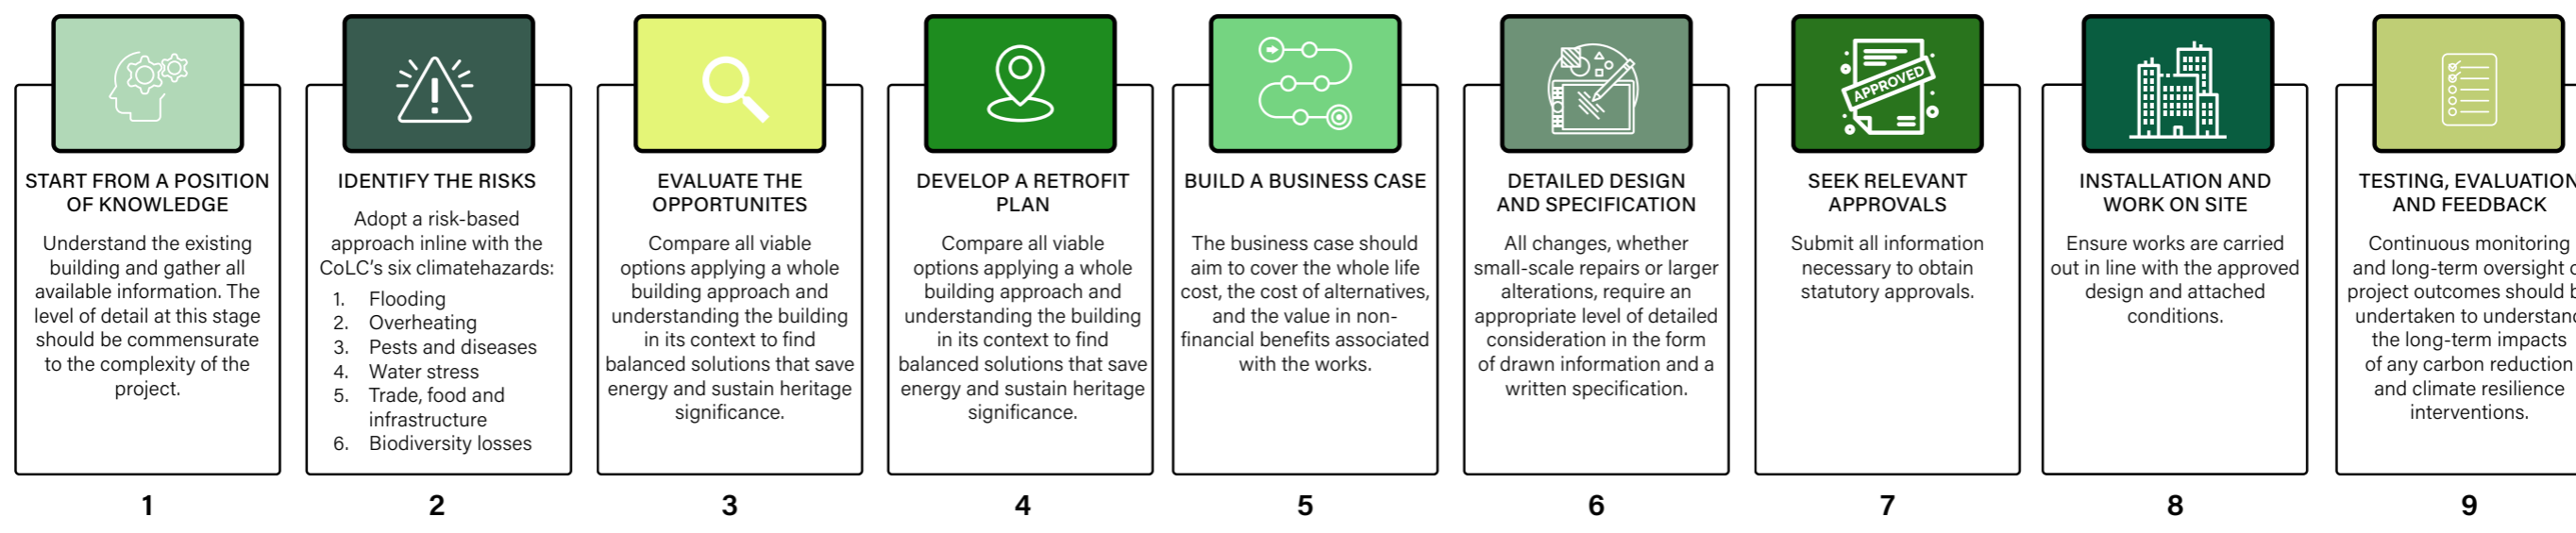 START FROM A POSITION
OF KNOWLEDGE
Understand the existing
building and gather all
available information. The
level of detail at this stage
should be commensurate
to the complexity of the
project.
1
IDENTIFY THE RISKS
Adopt a risk-based
approach inline with the
CoLC's six climatehazards:
1. Flooding
2. Overheating
3. Pests and diseases
4. Water stress
5. Trade, food and
infrastructure
6. Biodiversity losses
2
EVALUATE THE
OPPORTUNITES
Compare all viable
options applying a whole
building approach and
understanding the building
in its context to find
balanced solutions that save
energy and sustain heritage
significance.
3
DEVELOP A RETROFIT
PLAN
Compare all viable
options applying a whole
building approach and
understanding the building
in its context to find
balanced solutions that save
energy and sustain heritage
significance.
4
BUILD A BUSINESS CASE
The business case should
aim to cover the whole life
cost, the cost of alternatives,
and the value in non-
financial benefits associated
with the works.
5
DETAILED DESIGN
AND SPECIFICATION
All changes, whether
small-scale repairs or larger
alterations, require an
appropriate level of detailed
consideration in the form
of drawn information and a
written specification.
6
APPROVED
SEEK RELEVANT
APPROVALS
Submit all information
necessary to obtain
statutory approvals.
7
INSTALLATION AND
WORK ON SITE
Ensure works are carried
out in line with the approved
design and attached
conditions.
8
TESTING, EVALUATION
AND FEEDBACK
Continuous monitoring
and long-term oversight
project outcomes should
undertaken to understand
the long-term impacts
of any carbon reduction
and climate resilience
interventions.
9